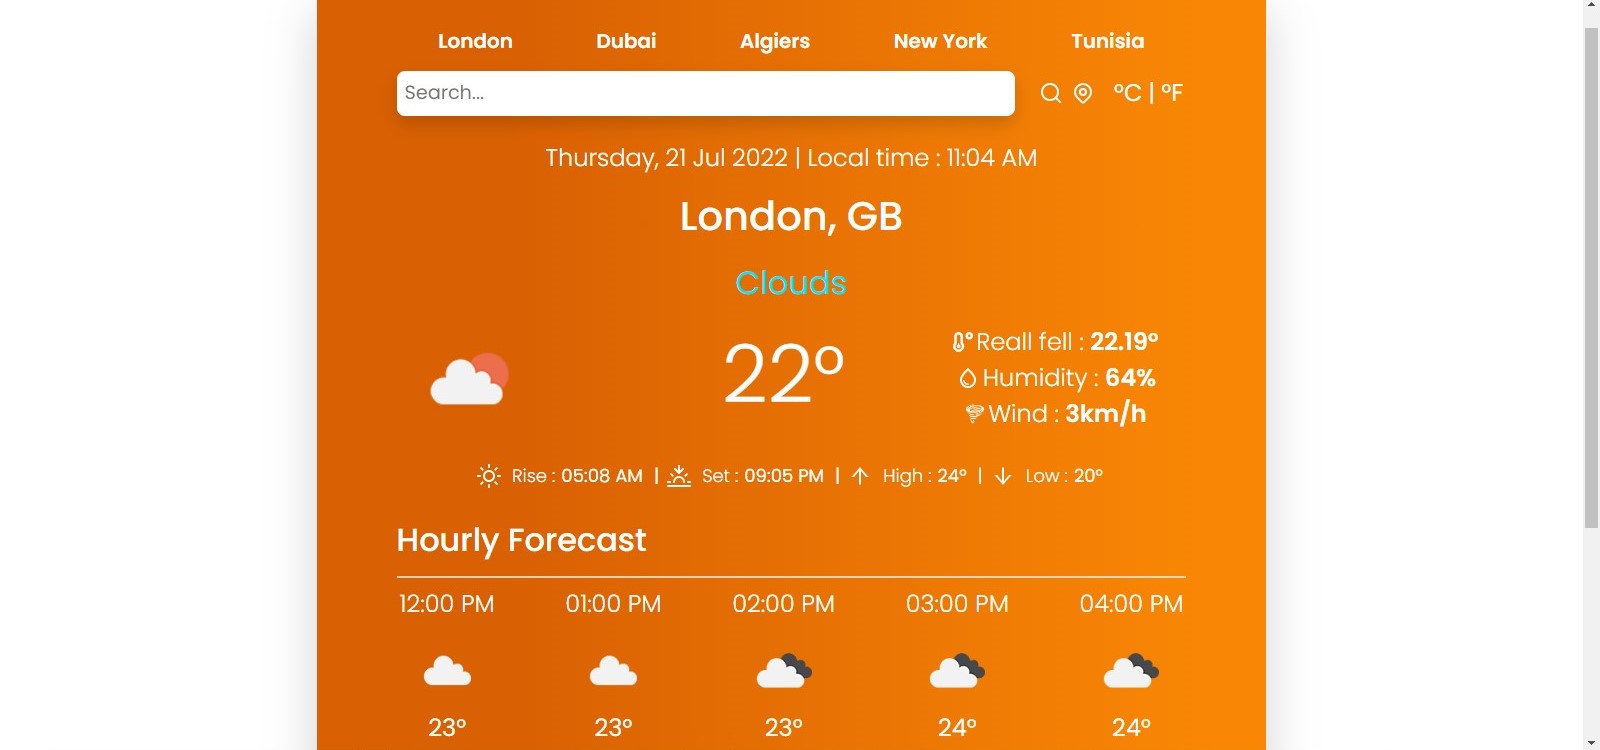 London Dubai Algiers New York Tunisia
Search... °C | °F
Thursday, 21 Jul 2022 | Local time : 11:04 AM
London, GB
Clouds
22°
Reall fell : 22.19°
Humidity : 64%
Wind : 3km/h
Rise : 05:08 AM | Set : 09:05 PM | High : 24° | Low : 20°
Hourly Forecast
12:00 PM 01:00 PM 02:00 PM 03:00 PM 04:00 PM
23° 23° 23° 24° 24°